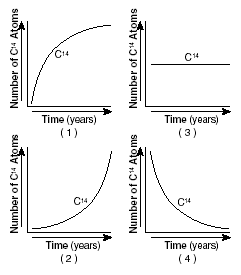 Number of C¹⁴ Atoms
C¹⁴
Time (years)
( 1 )
Number of C¹⁴ Atoms
C¹⁴
Time (years)
( 3 )
Number of C¹⁴ Atoms
C¹⁴
Time (years)
( 2 )
Number of C¹⁴ Atoms
C¹⁴
Time (years)
( 4 )